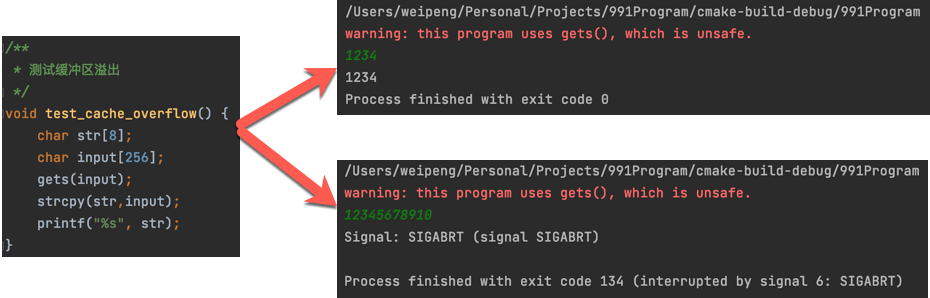 /**
 * 测试缓冲区溢出
 */
void test_cache_overflow() {
    char str[8];
    char input[256];
    gets(input);
    strcpy(str,input);
    printf("%s", str);
}
/Users/weipeng/Personal/Projects/991Program/cmake-build-debug/991Program
warning: this program uses gets(), which is unsafe.
1234
1234
Process finished with exit code 0
/Users/weipeng/Personal/Projects/991Program/cmake-build-debug/991Program
warning: this program uses gets(), which is unsafe.
12345678910
Signal: SIGABRT (signal SIGABRT)
Process finished with exit code 134 (interrupted by signal 6: SIGABRT)